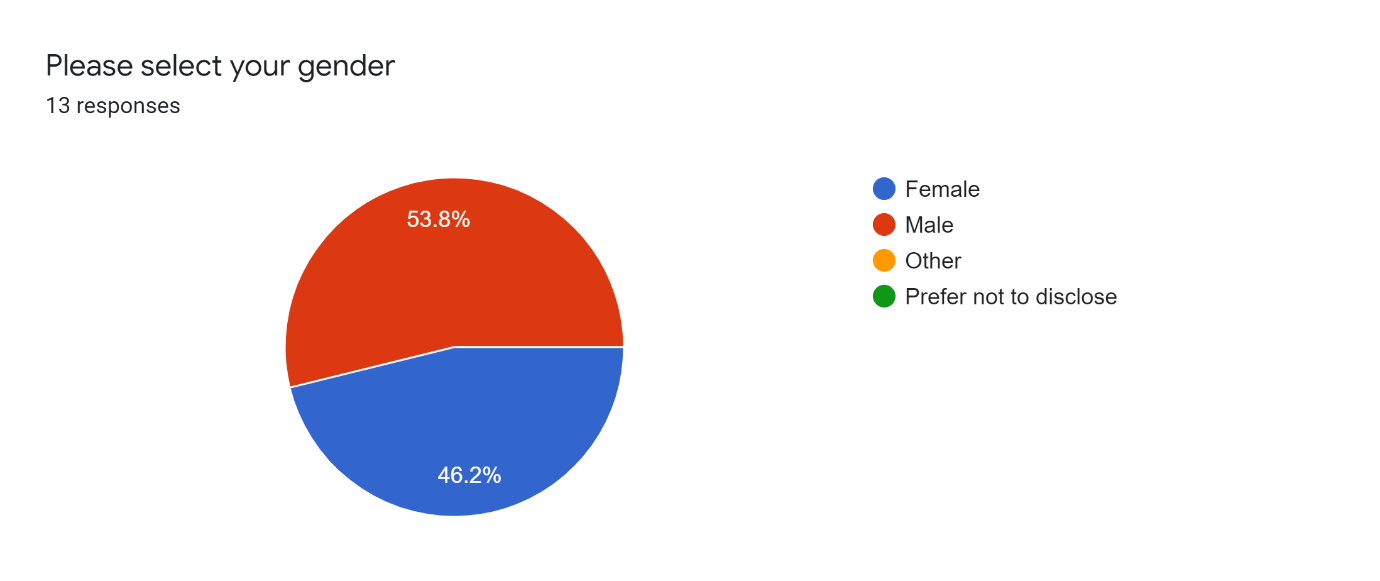 Please select your gender
13 responses
53.8%
46.2%
Female
Male
Other
Prefer not to disclose